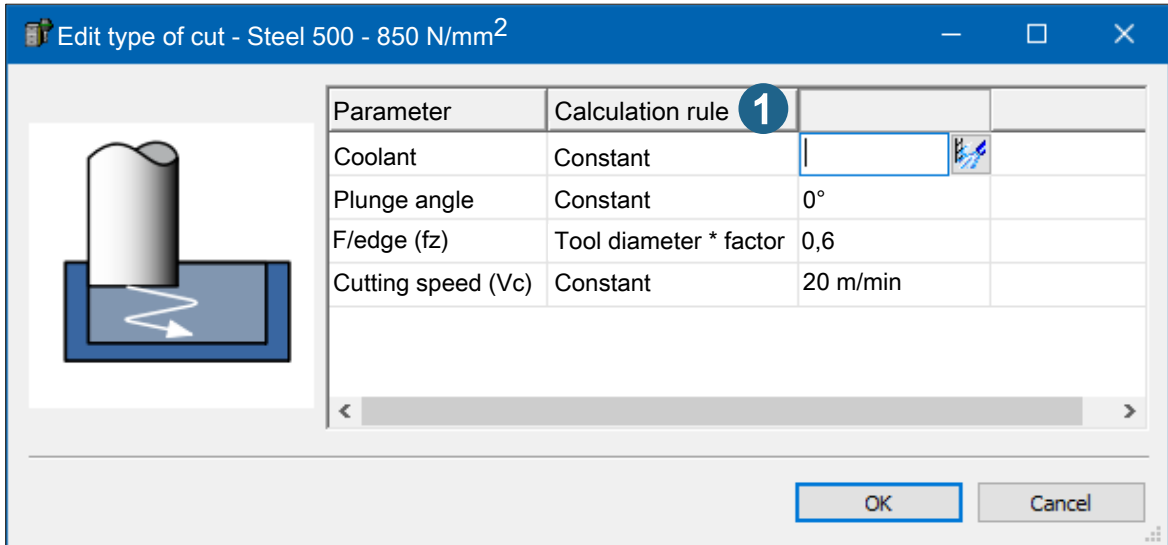 Edit type of cut - Steel 500 - 850 N/mm2
Parameter Calculation rule 1
Coolant Constant
Plunge angle Constant 0°
F/edge (fz) Tool diameter * factor 0,6
Cutting speed (Vc) Constant 20 m/min
OK Cancel